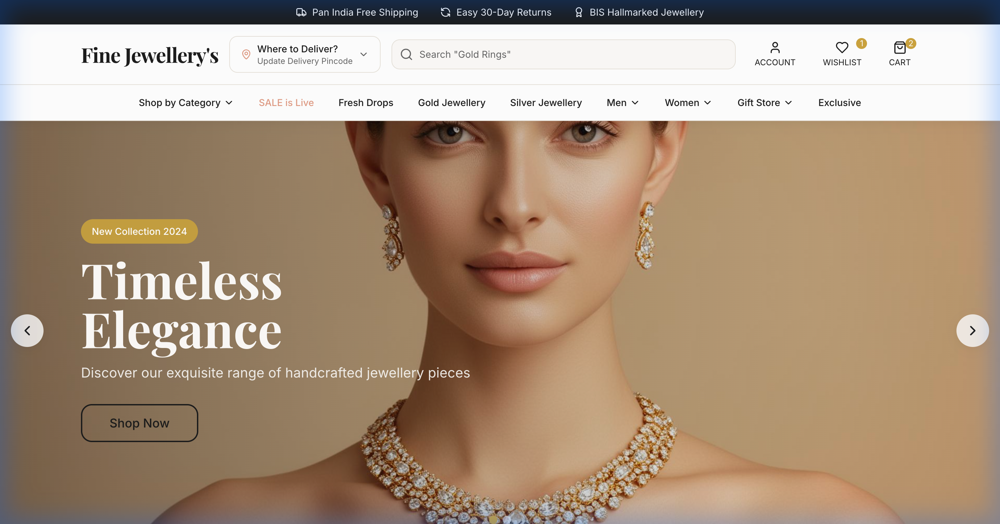 Pan India Free Shipping
Easy 30-Day Returns
BIS Hallmarked Jewellery
Fine Jewellery's
Where to Deliver?
Update Delivery Pincode
Search "Gold Rings"
ACCOUNT
1
WISHLIST
2
CART
Shop by Category
SALE is Live
Fresh Drops
Gold Jewellery
Silver Jewellery
Men
Women
Gift Store
Exclusive
New Collection 2024
Timeless
Elegance
Discover our exquisite range of handcrafted jewellery pieces
Shop Now